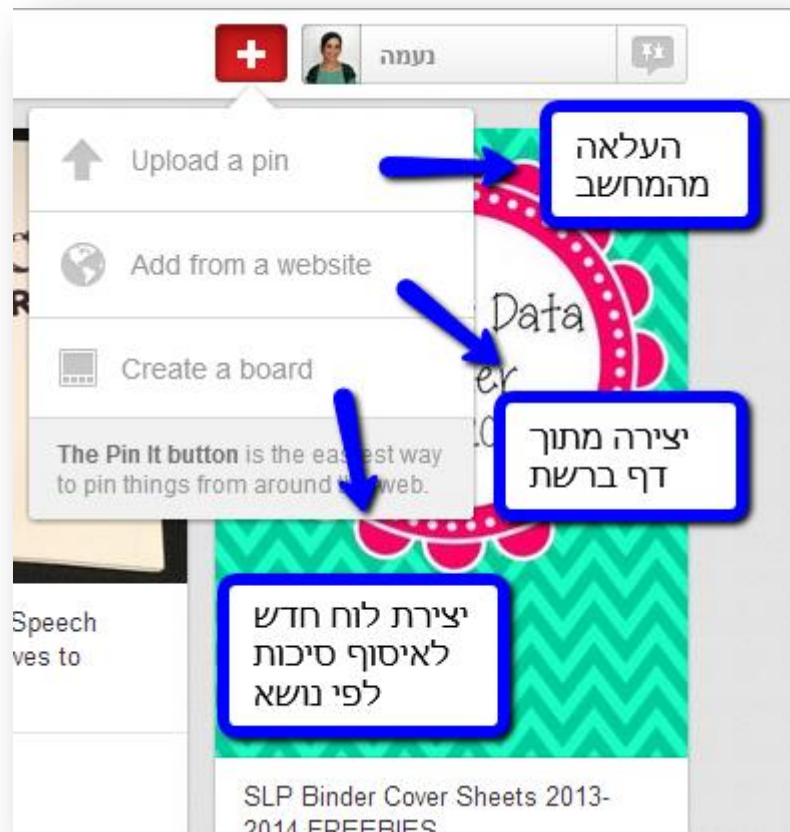 נעמה
Upload a pin
העלאה
מהמחשב
Add from a website
Data
Create a board
יצירה מתוך
דף ברשת
The Pin It button is the easiest way
to pin things from around the web.
יצירת לוח חדש
לאיסוף סיכות
לפי נושא
Speech
ves to
SLP Binder Cover Sheets 2013-
2014 FREEBIES